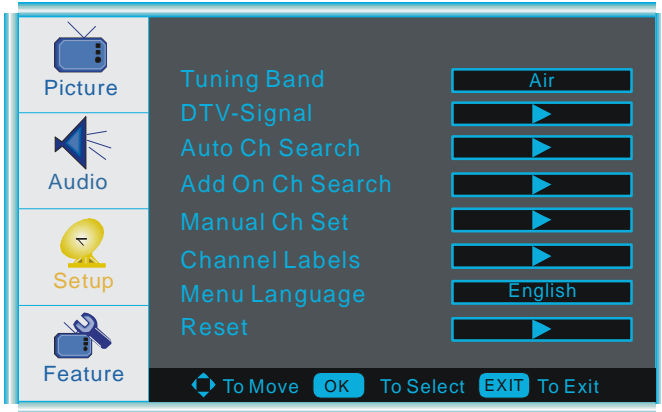 Picture
Audio
Setup
Feature
Tuning Band Air
DTV-Signal
Auto Ch Search
Add On Ch Search
Manual Ch Set
Channel Labels
Menu Language English
Reset
To Move OK To Select EXIT To Exit